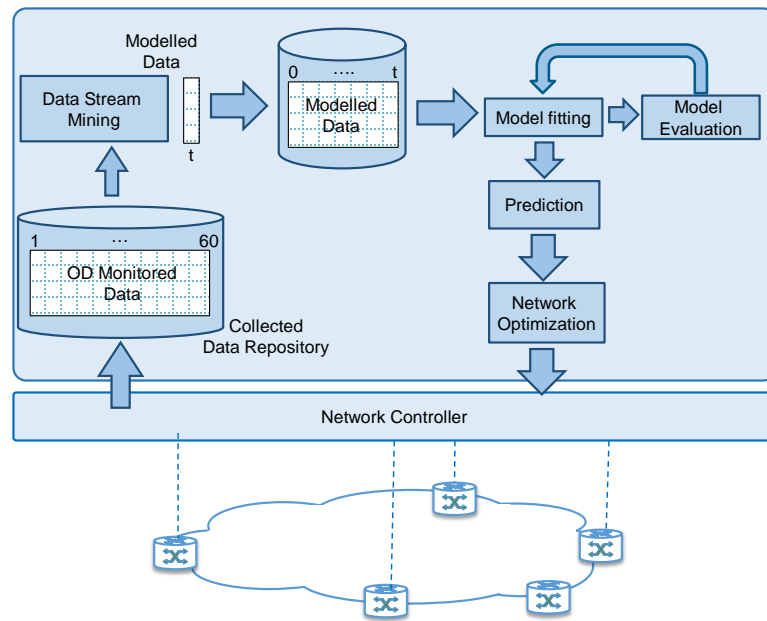 Modelled
Data
Data Stream
Mining
t
0 .... t
Modelled
Data
Model fitting
Model
Evaluation
Prediction
Network
Optimization
1 ... 60
OD Monitored
Data
Collected
Data Repository
Network Controller